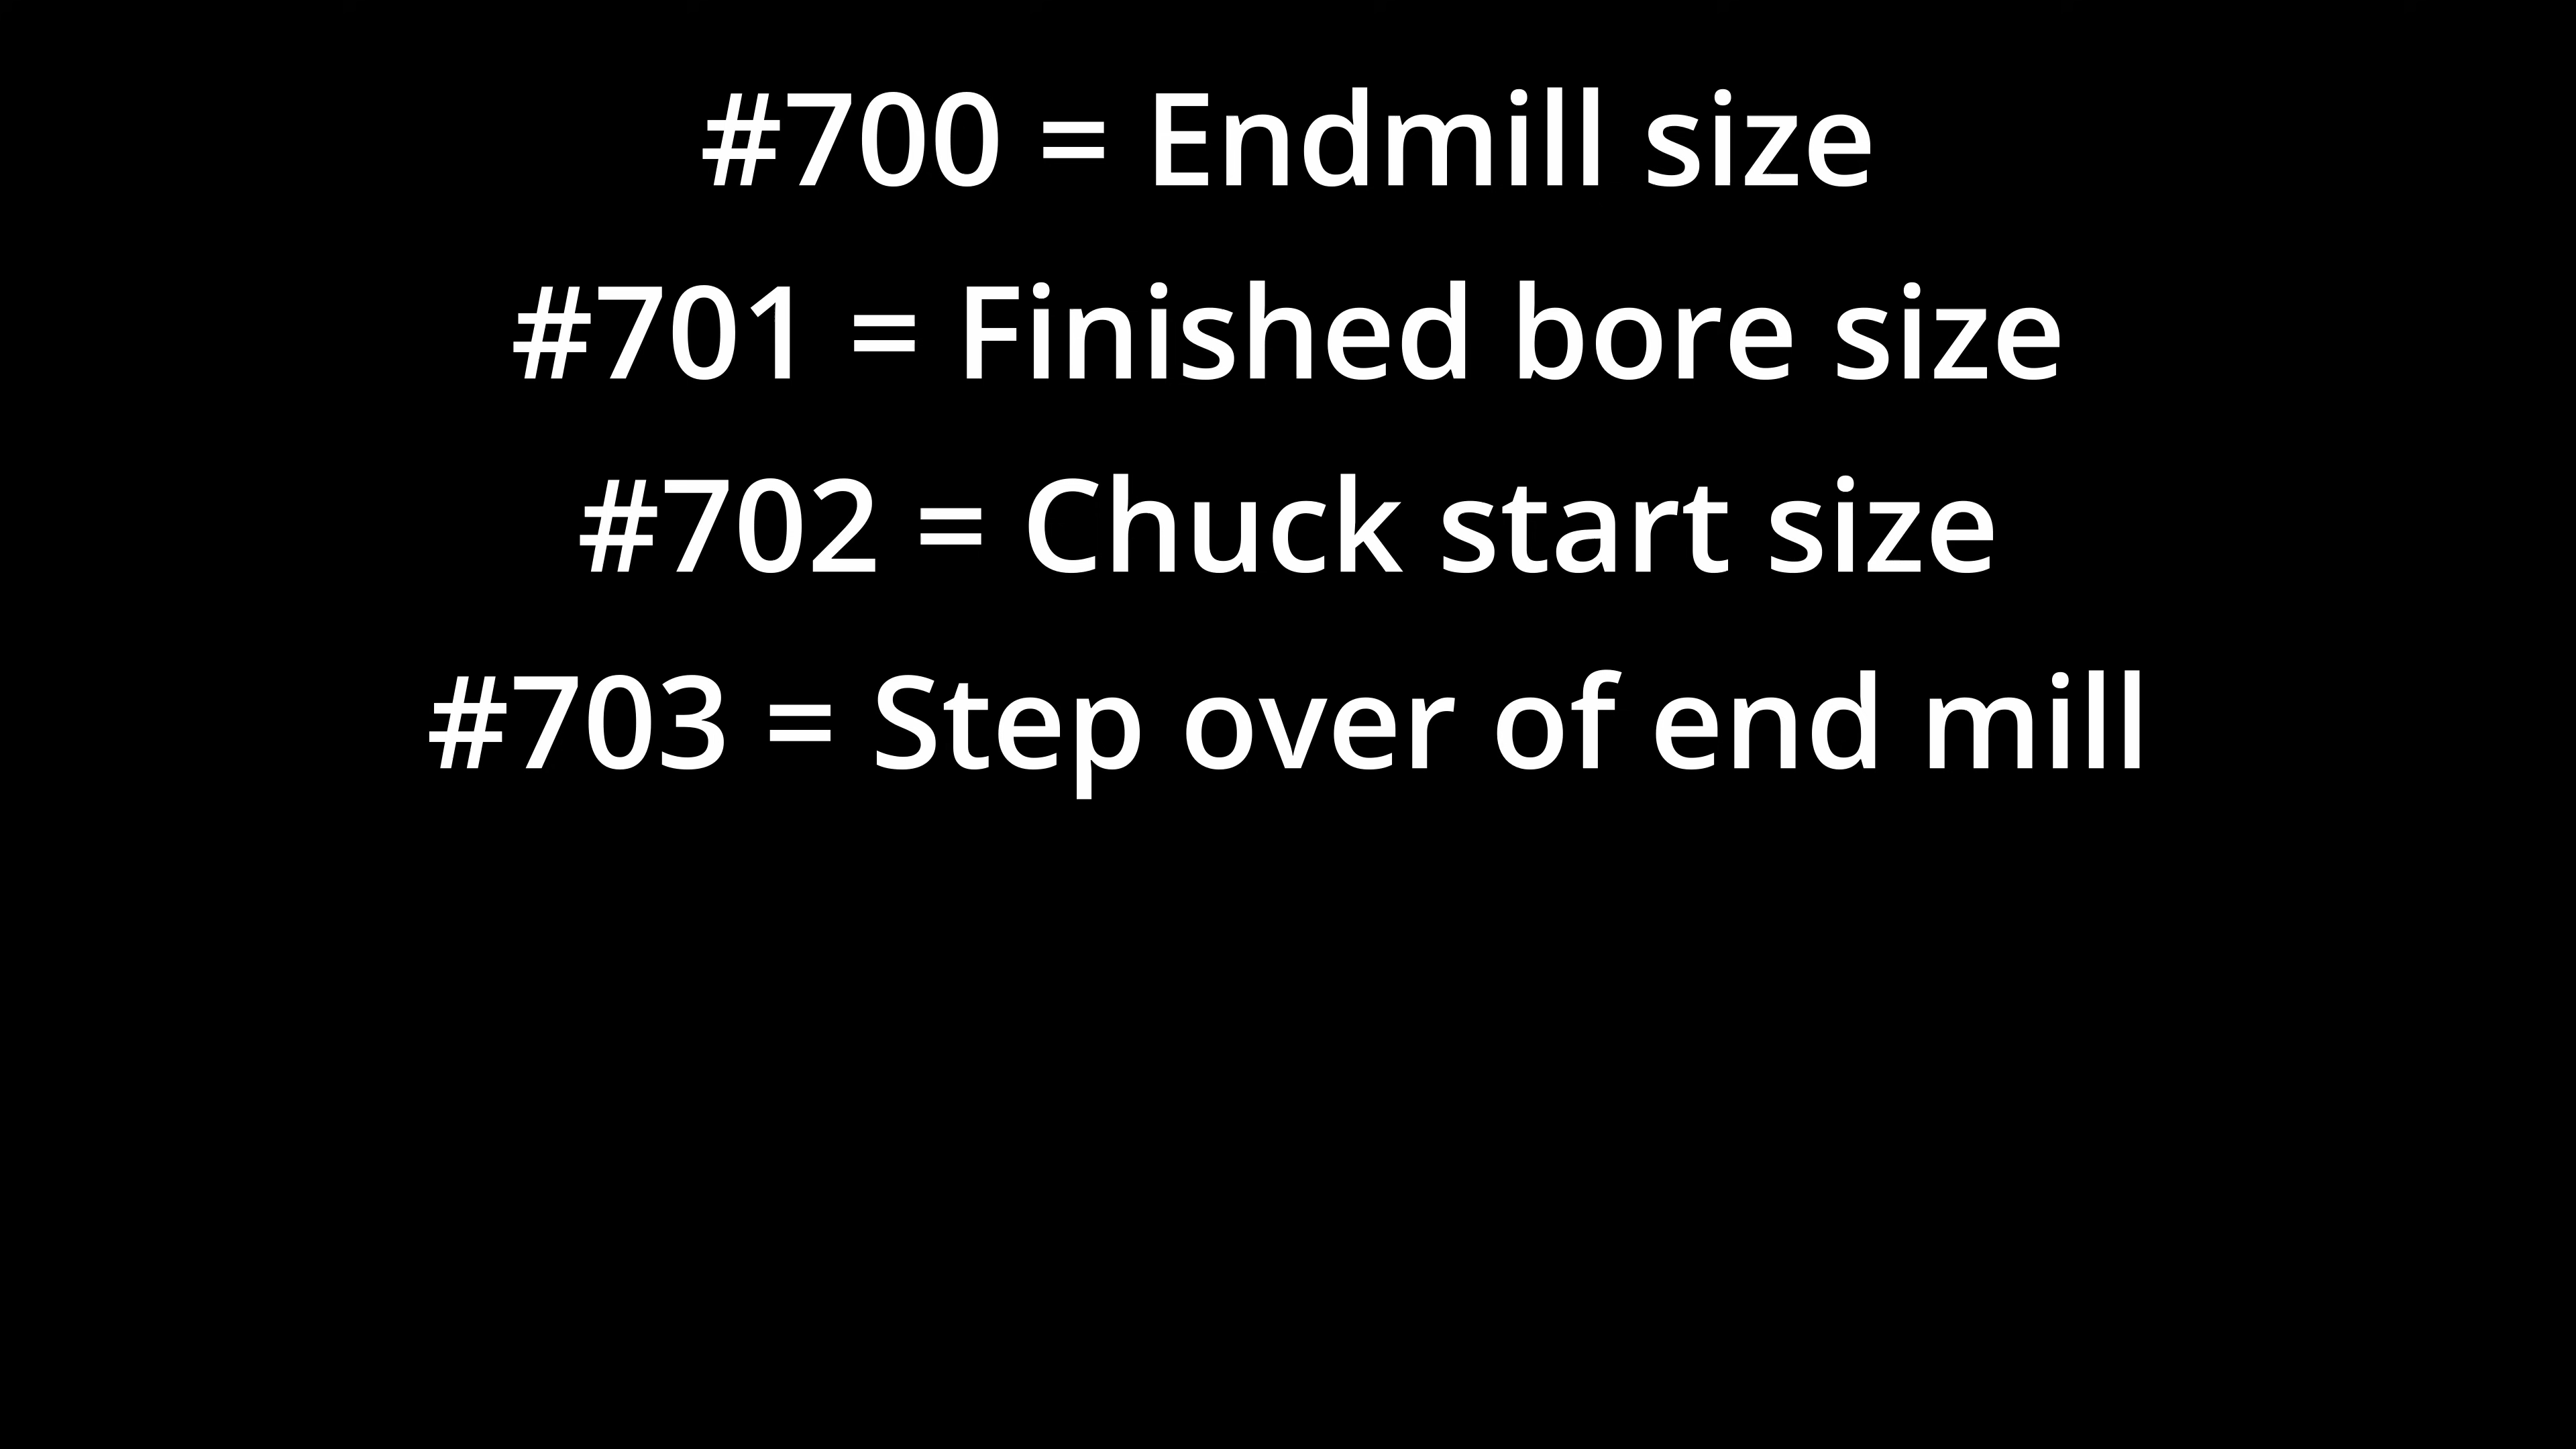 #700 = Endmill size
#701 = Finished bore size
#702 = Chuck start size
#703 = Step over of end mill